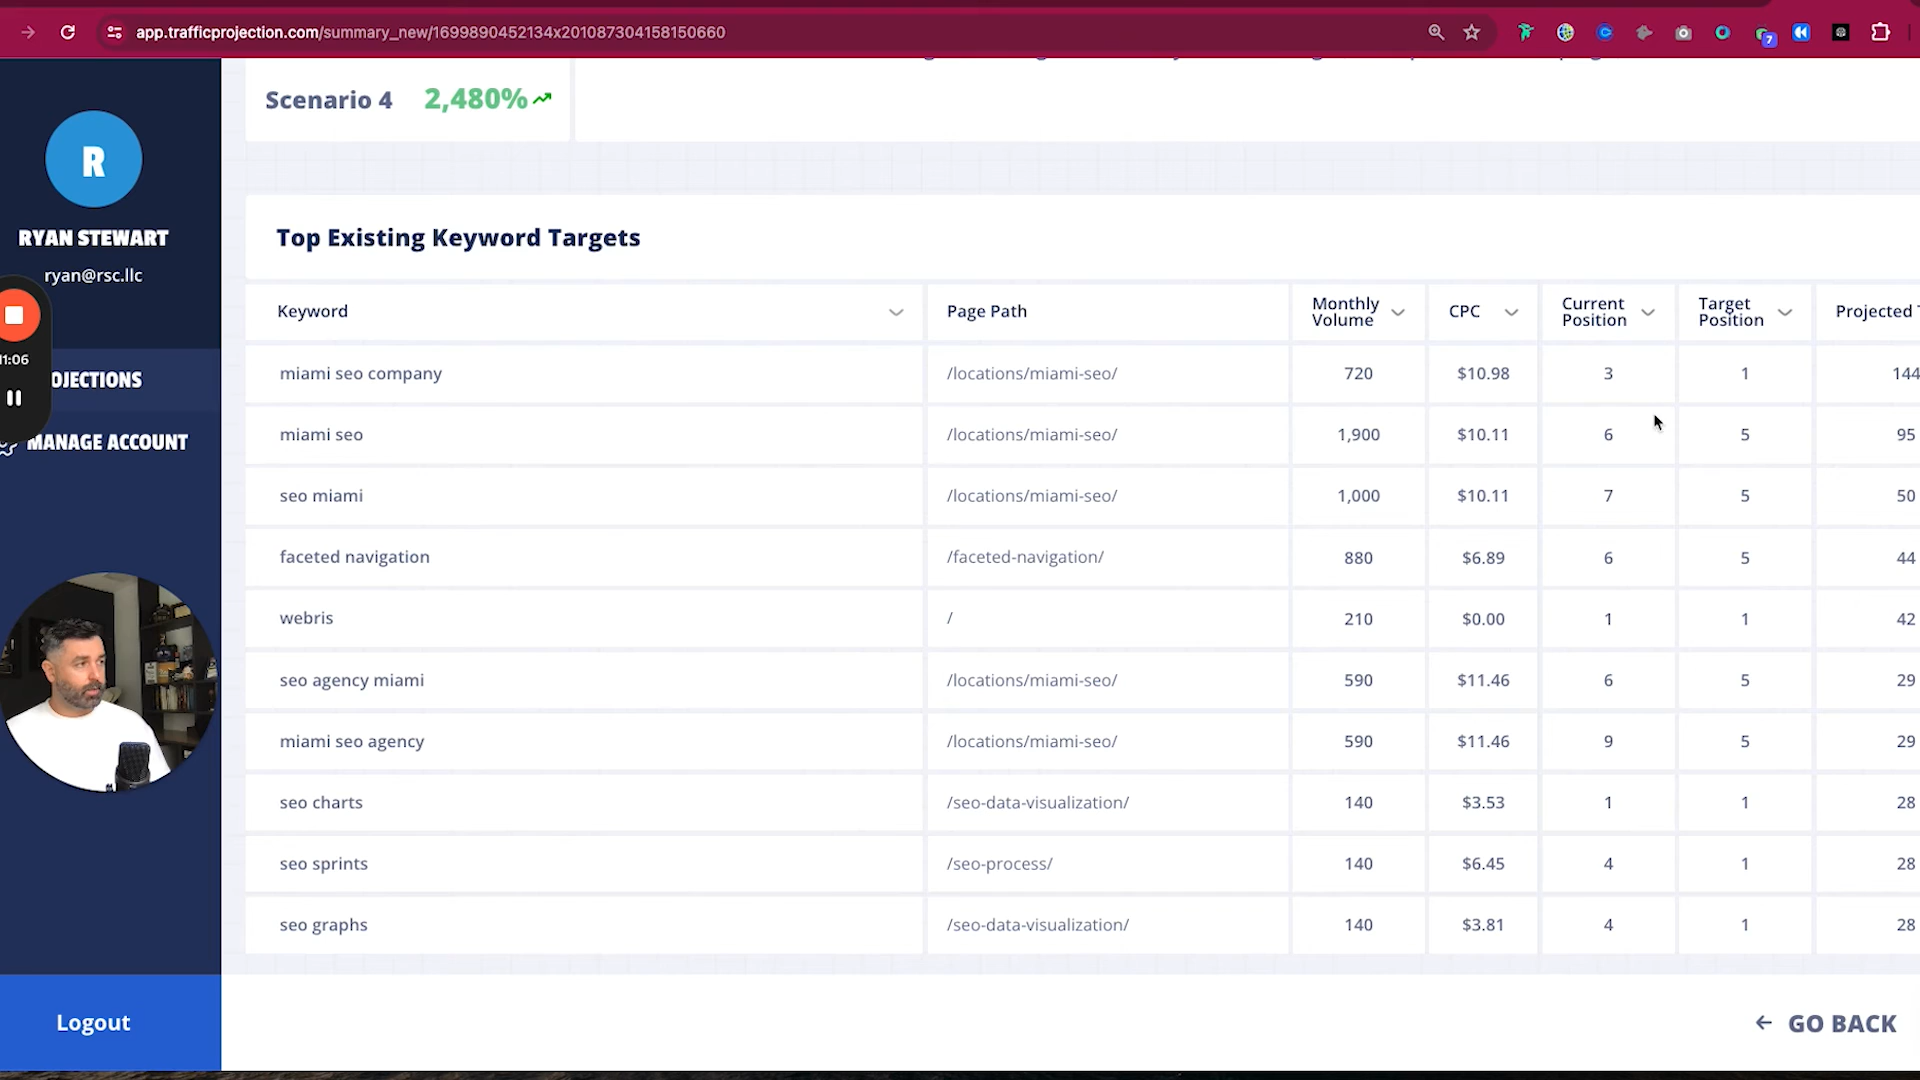 app.trafficprojection.com/summary_new/1699890452134x201087304158150660
7
Scenario 4 2,480%
R
RYAN STEWART
ryan@rsc.llc
11:06
OJECTIONS
MANAGE ACCOUNT
Logout
Top Existing Keyword Targets
Keyword Page Path Monthly Volume CPC Current Position Target Position Projected T
miami seo company /locations/miami-seo/ 720 $10.98 3 1 144
miami seo /locations/miami-seo/ 1,900 $10.11 6 5 95
seo miami /locations/miami-seo/ 1,000 $10.11 7 5 50
faceted navigation /faceted-navigation/ 880 $6.89 6 5 44
webris / 210 $0.00 1 1 42
seo agency miami /locations/miami-seo/ 590 $11.46 6 5 29
miami seo agency /locations/miami-seo/ 590 $11.46 9 5 29
seo charts /seo-data-visualization/ 140 $3.53 1 1 28
seo sprints /seo-process/ 140 $6.45 4 1 28
seo graphs /seo-data-visualization/ 140 $3.81 4 1 28
GO BACK